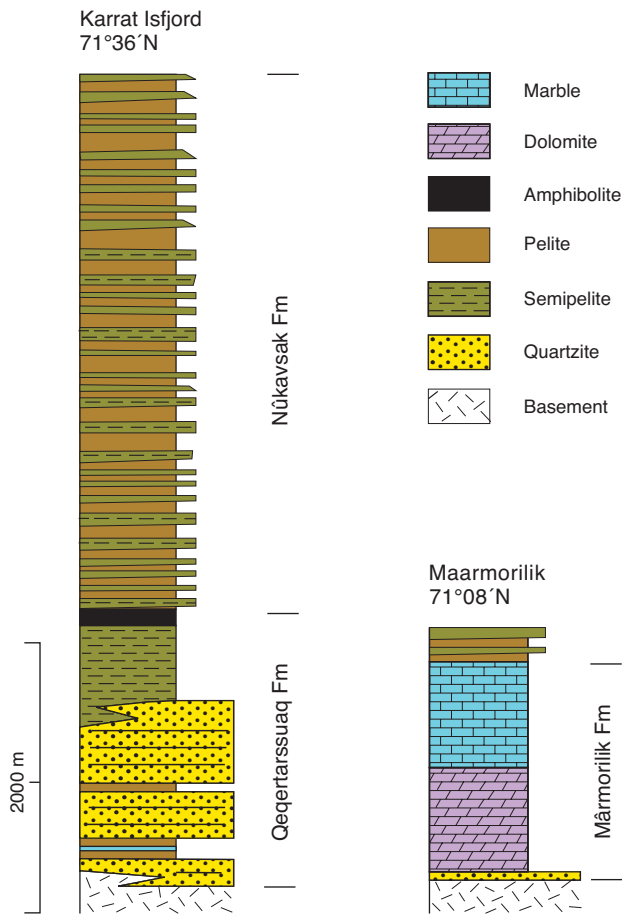 Karrat Isfjord
71°36´N
Nûkavsak Fm
Qeqertarssuaq Fm
2000 m
Marble
Dolomite
Amphibolite
Pelite
Semipelite
Quartzite
Basement
Maarmorilik
71°08´N
Mârmorilik Fm